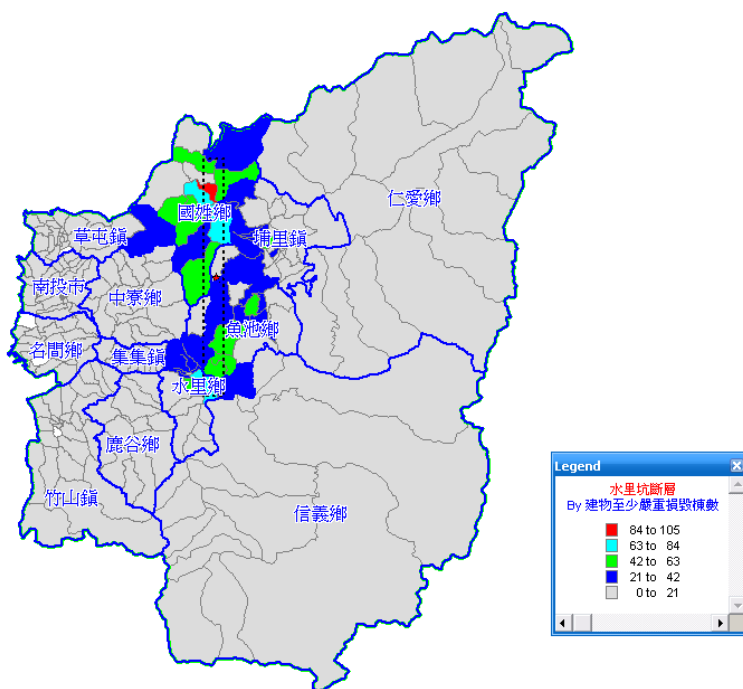 仁愛鄉
國姓鄉
草屯鎮
埔里鎮
南投市
中寮鄉
魚池鄉
名間鄉
集集鎮
水里鄉
鹿谷鄉
竹山鎮
信義鄉
Legend
水里坑斷層
By 建物至少嚴重損毀棟數
84 to 105
63 to 84
42 to 63
21 to 42
0 to 21